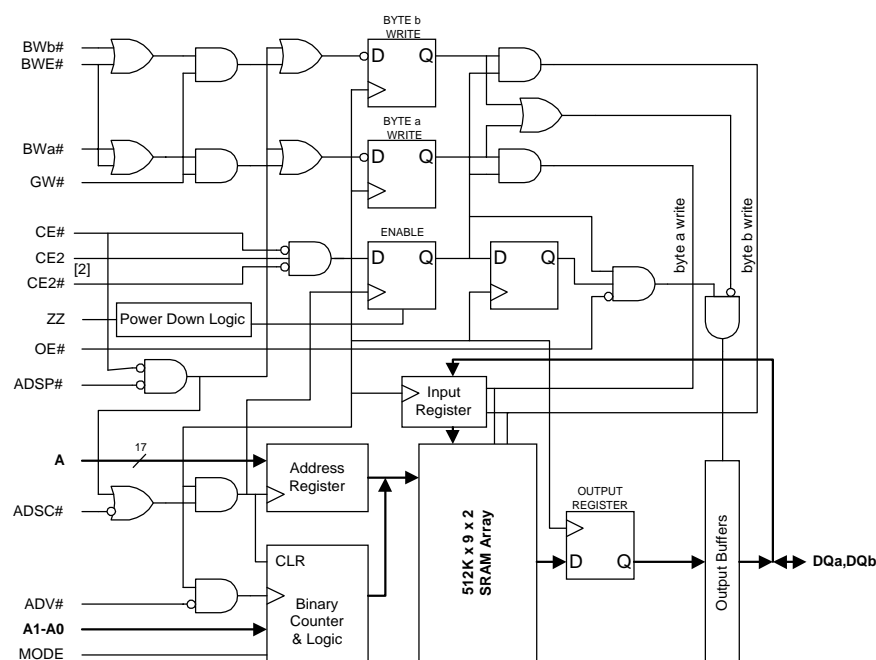 BYTE b
WRITE
BWb#
BWE#
D
Q
BYTE a
WRITE
BWa#
D
Q
GW#
byte a write
byte b write
CE#
ENABLE
CE2
D
Q
D
Q
[2]
CE2#
ZZ
Power Down Logic
OE#
ADSP#
Input
Register
17
A
Address
Register
OUTPUT
REGISTER
ADSC#
512K x 9 x 2
SRAM Array
CLR
D
Q
Output Buffers
DQa,DQb
ADV#
Binary
Counter
& Logic
A1-A0
MODE